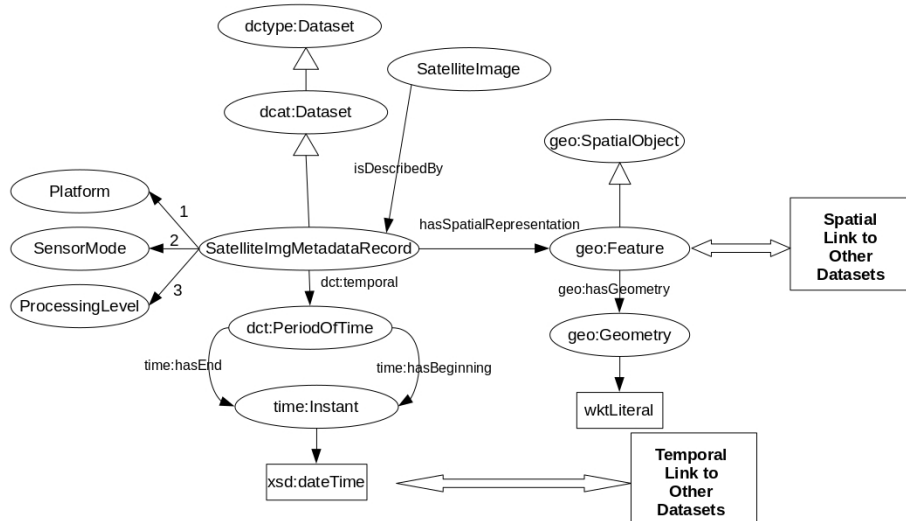 dctype:Dataset
SatelliteImage
dcat:Dataset
geo:SpatialObject
isDescribedBy
Platform
1
hasSpatialRepresentation
Spatial
Link to
Other
Datasets
SensorMode
2
SatelliteImgMetadataRecord
geo:Feature
dct:temporal
3
geo:hasGeometry
ProcessingLevel
dct:PeriodOfTime
geo:Geometry
time:hasEnd
time:hasBeginning
time:Instant
wktLiteral
xsd:dateTime
Temporal
Link to
Other
Datasets